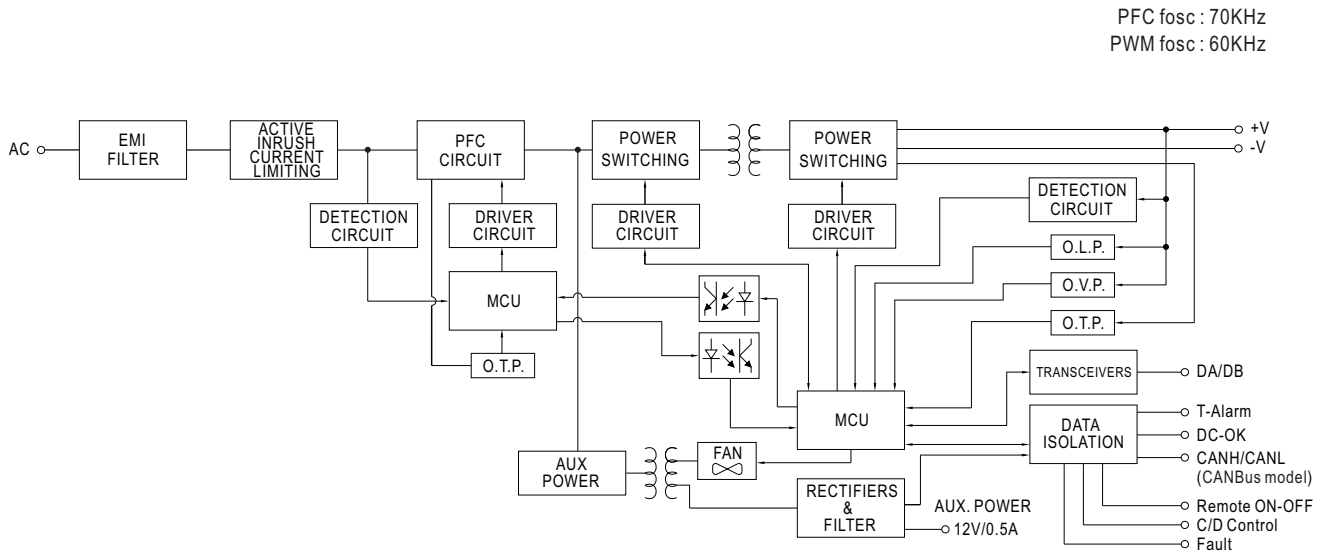 PFC fosc : 70KHz
PWM fosc : 60KHz
AC
EMI
FILTER
ACTIVE
INRUSH
CURRENT
LIMITING
PFC
CIRCUIT
POWER
SWITCHING
POWER
SWITCHING
+V
-V
DETECTION
CIRCUIT
DRIVER
CIRCUIT
DRIVER
CIRCUIT
DRIVER
CIRCUIT
DETECTION
CIRCUIT
O.L.P.
O.V.P.
O.T.P.
MCU
O.T.P.
TRANSCEIVERS
DA/DB
MCU
DATA
ISOLATION
T-Alarm
DC-OK
CANH/CANL
(CANBus model)
Remote ON-OFF
C/D Control
Fault
AUX
POWER
FAN
RECTIFIERS
&
FILTER
AUX. POWER
12V/0.5A